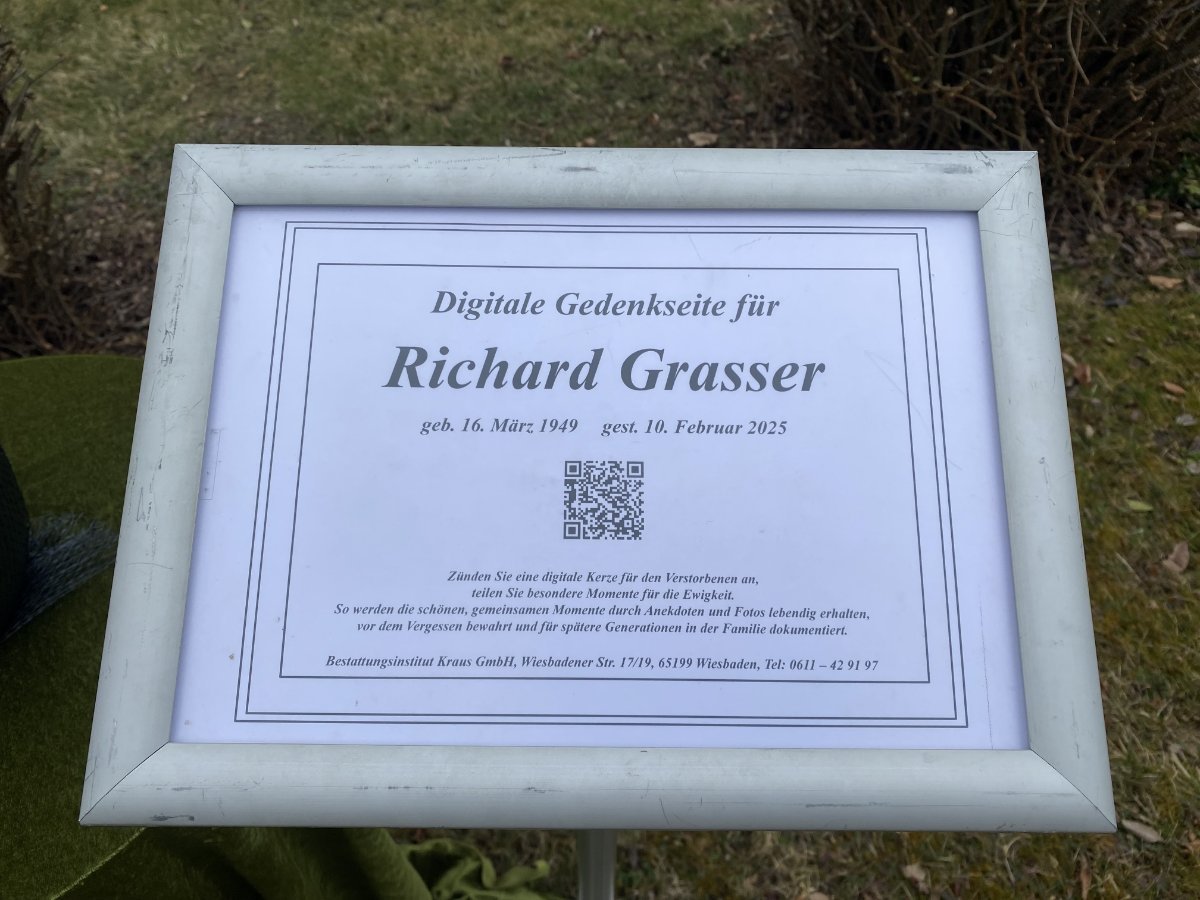 Digitale Gedenkseite für
Richard Grasser
geb. 16. März 1949 gest. 10. Februar 2025
Zünden Sie eine digitale Kerze für den Verstorbenen an,
teilen Sie besondere Momente für die Ewigkeit.
So werden die schönen, gemeinsamen Momente durch Anekdoten und Fotos lebendig erhalten,
vor dem Vergessen bewahrt und für spätere Generationen in der Familie dokumentiert.
Bestattungsinstitut Kraus GmbH, Wiesbadener Str. 17/19, 65199 Wiesbaden, Tel: 0611 – 42 91 97